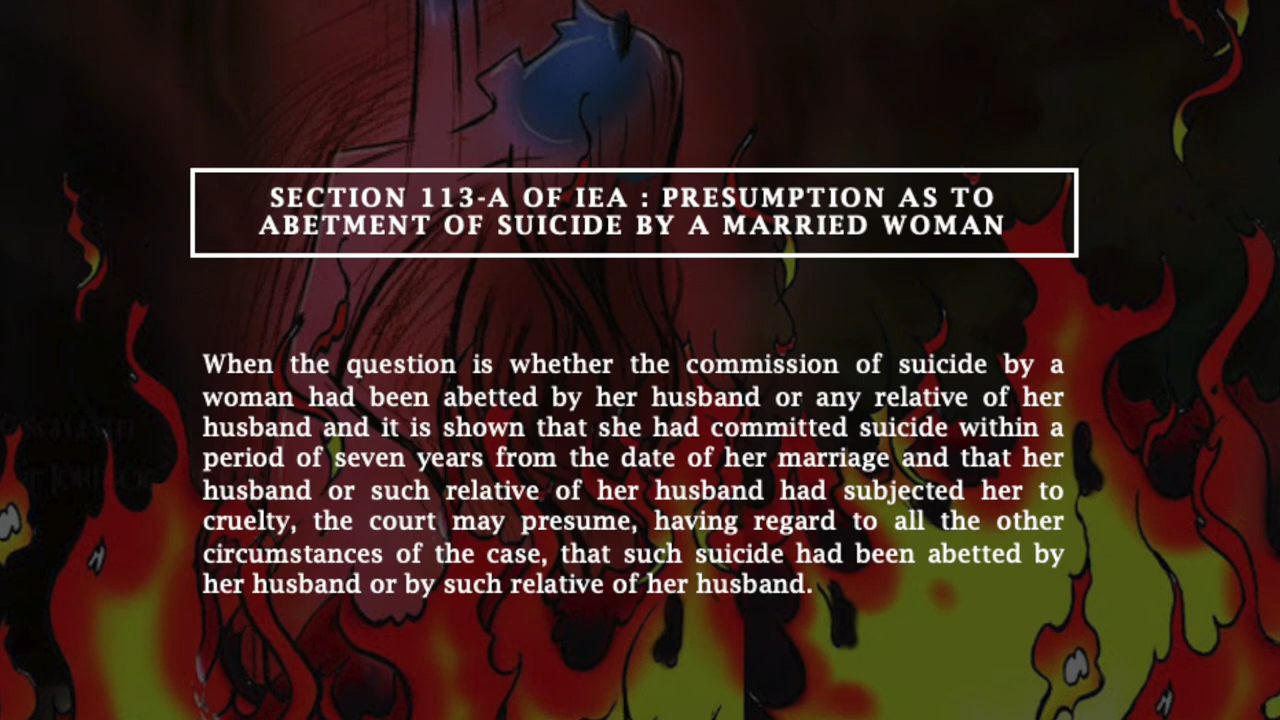 SECTION 113-A OF IEA : PRESUMPTION AS TO
ABETMENT OF SUICIDE BY A MARRIED WOMAN
When the question is whether the commission of suicide by a
woman had been abetted by her husband or any relative of her
husband and it is shown that she had committed suicide within a
period of seven years from the date of her marriage and that her
husband or such relative of her husband had subjected her to
cruelty, the court may presume, having regard to all the other
circumstances of the case, that such suicide had been abetted by
her husband or by such relative of her husband.